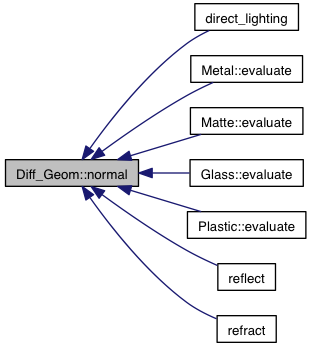 direct_lighting
Metal::evaluate
Matte::evaluate
Diff_Geom::normal
Glass::evaluate
Plastic::evaluate
reflect
refract